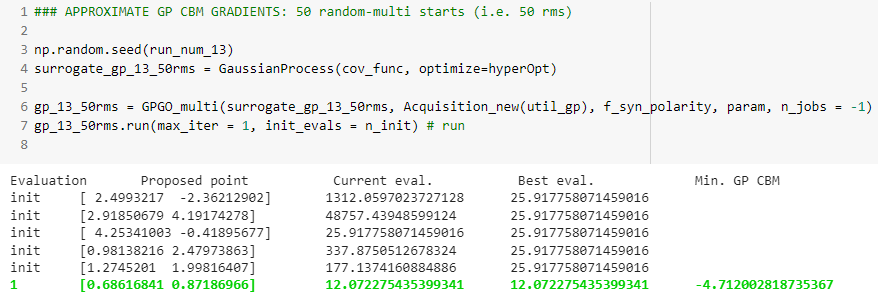 1 ### APPROXIMATE GP CBM GRADIENTS: 50 random-multi starts (i.e. 50 rms)
2
3 np.random.seed(run_num_13)
4 surrogate_gp_13_50rms = GaussianProcess(cov_func, optimize=hyperOpt)
5
6 gp_13_50rms = GPGO_multi(surrogate_gp_13_50rms, Acquisition_new(util_gp), f_syn_polarity, param, n_jobs = -1)
7 gp_13_50rms.run(max_iter = 1, init_evals = n_init) # run
8
Evaluation Proposed point Current eval. Best eval. Min. GP CBM
init [ 2.4993217 -2.36212902] 1312.0597023727128 25.917758071459016
init [2.91850679 4.19174278] 48757.43948599124 25.917758071459016
init [ 4.25341003 -0.41895677] 25.917758071459016 25.917758071459016
init [0.98138216 2.47973863] 337.8750512678324 25.917758071459016
init [1.2745201 1.99816407] 177.1374160884886 25.917758071459016
1 [0.68616841 0.87186966] 12.072275435399341 12.072275435399341 -4.712002818735367